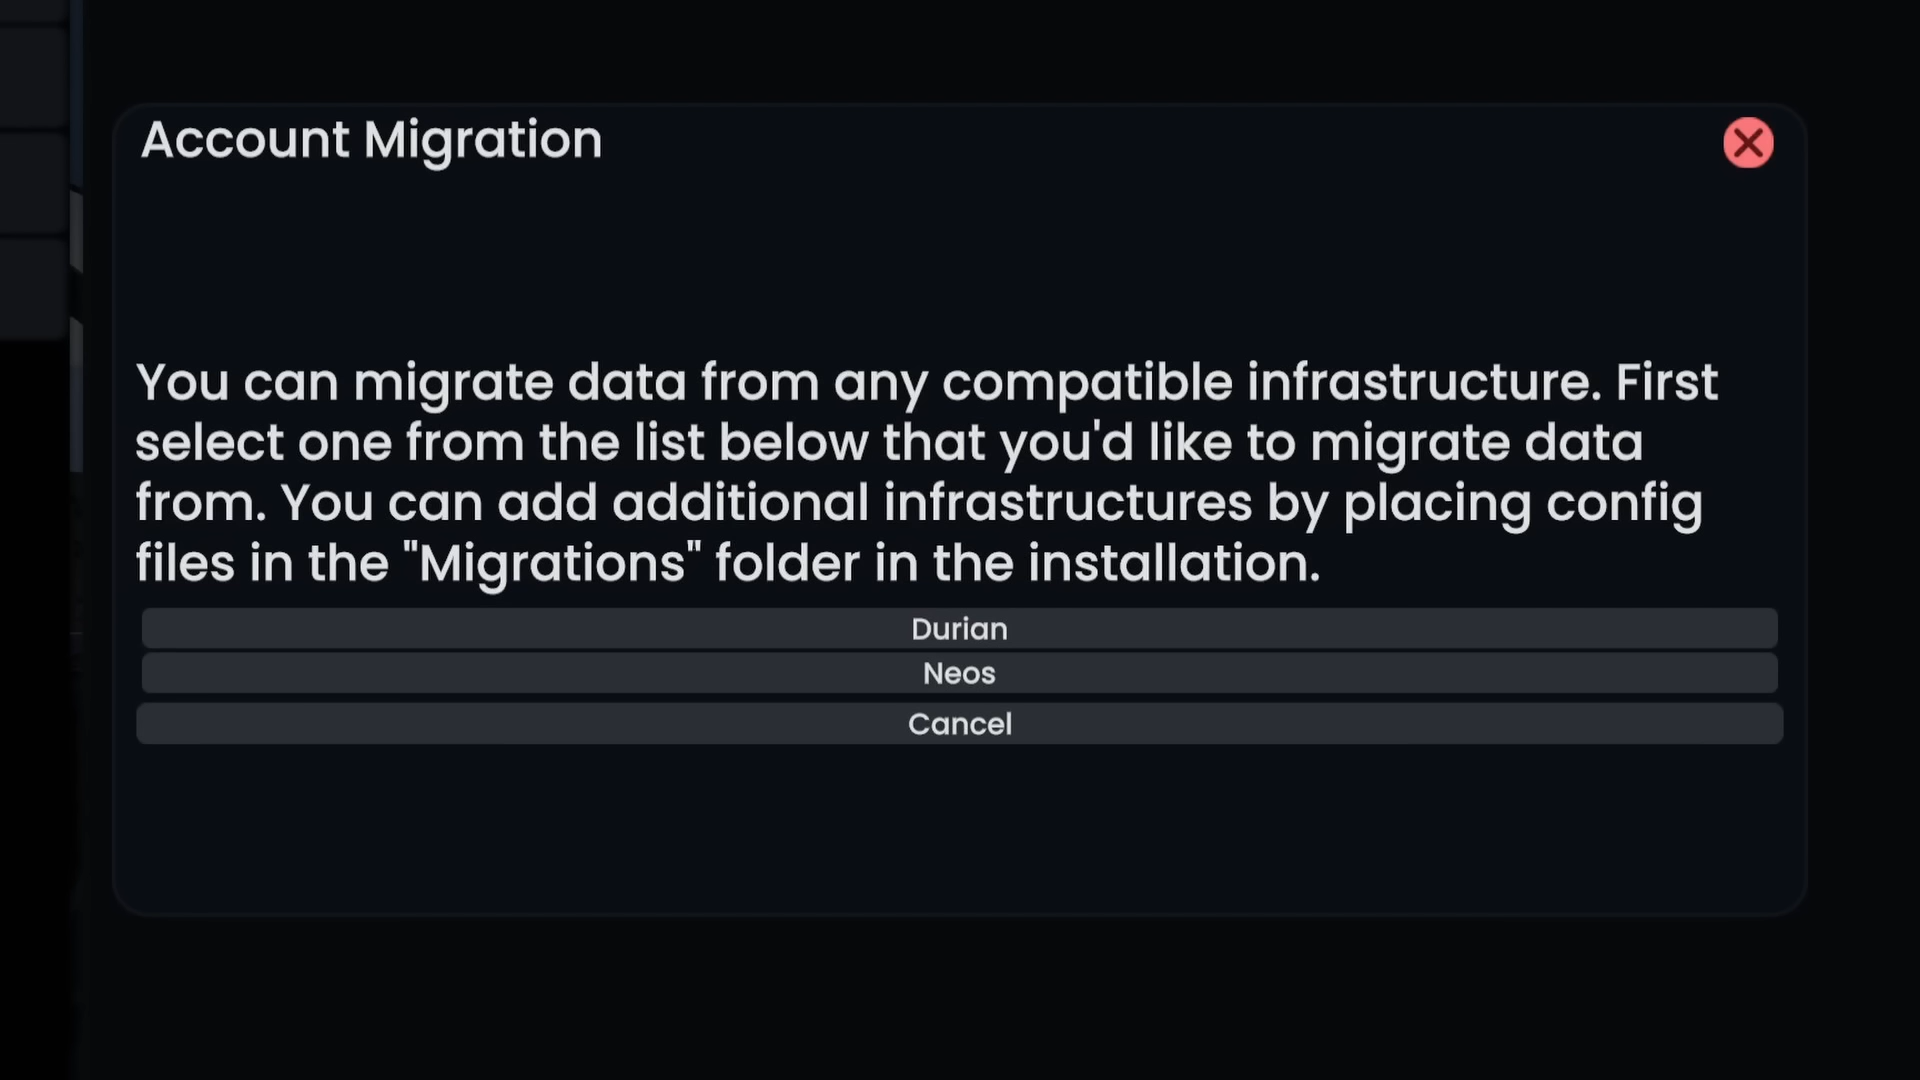 Account Migration
You can migrate data from any compatible infrastructure. First
select one from the list below that you'd like to migrate data
from. You can add additional infrastructures by placing config
files in the "Migrations" folder in the installation.
Durian
Neos
Cancel